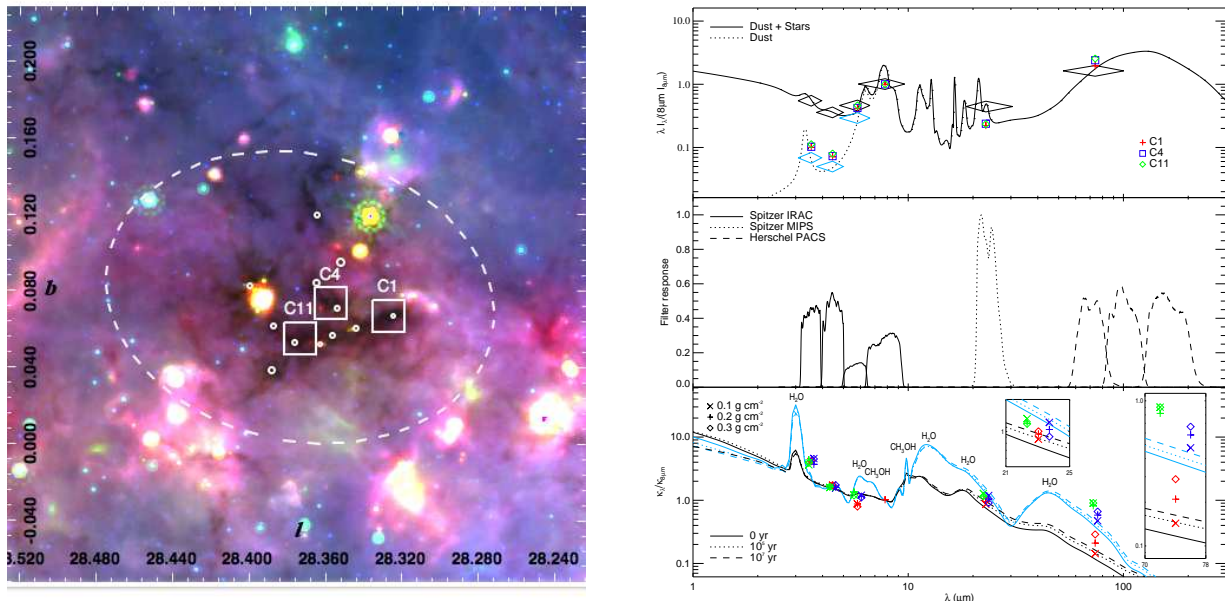 0.200
0.160
0.120
0.080
0.040
0.000
-0.040
b
C4
C1
C11
l
8.520
28.480
28.440
28.400
28.360
28.320
28.280
28.240
10.0
1.0
0.1
λ Iλ/(8μm I8μm)
Dust + Stars
Dust
C1
C4
C11
1.0
0.8
0.6
0.4
0.2
0.0
Filter response
Spitzer IRAC
Spitzer MIPS
Herschel PACS
0.1 g cm-2
0.2 g cm-2
0.3 g cm-2
H2O
H2O
CH3OH
CH3OH
H2O
H2O
H2O
10.0
1.0
0.1
0 yr
107 yr
1
21
25
1.0
0.1
70
78
1
10
100
λ (μm)